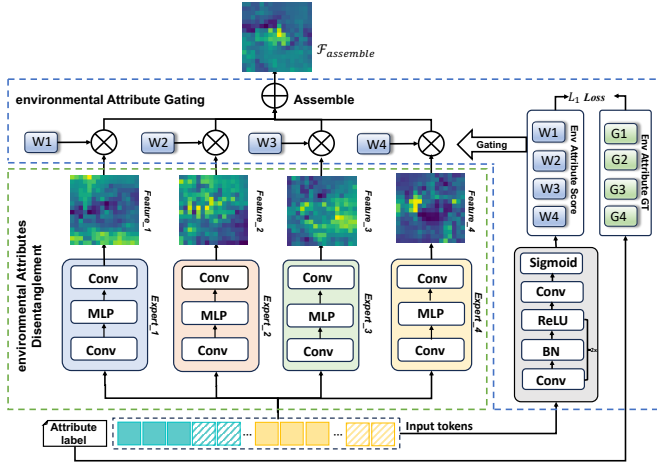 𝓕assemble
environmental Attribute Gating
Assemble
L1 Loss
W1
W2
W3
W4
Gating
W1
W2
W3
W4
Env Attribute Score
G1
G2
G3
G4
Env Attribute GT
environmental Attributes
Disentanglement
Feature_1
Feature_2
Feature_3
Feature_4
Conv
MLP
Conv
Expert_1
Conv
MLP
Conv
Expert_2
Conv
MLP
Conv
Expert_3
Conv
MLP
Conv
Expert_4
Sigmoid
Conv
ReLU
BN
Conv
2x
Attribute
label
...
...
Input tokens